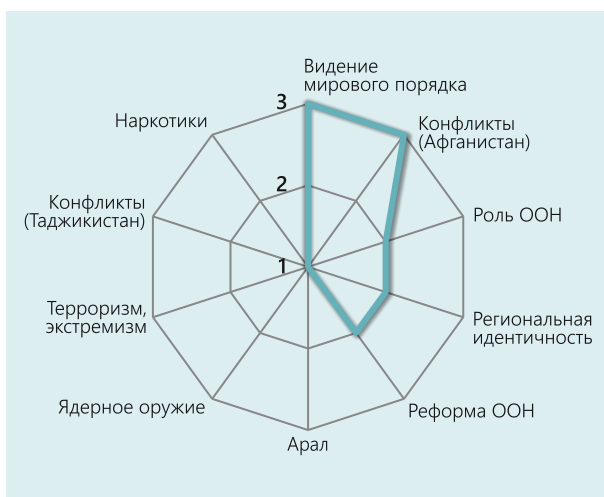 Видение
мирового порядка
3
Конфликты
(Афганистан)
Наркотики
2
Конфликты
(Таджикистан)
Роль ООН
1
Терроризм,
экстремизм
Региональная
идентичность
Ядерное оружие
Реформа ООН
Арал